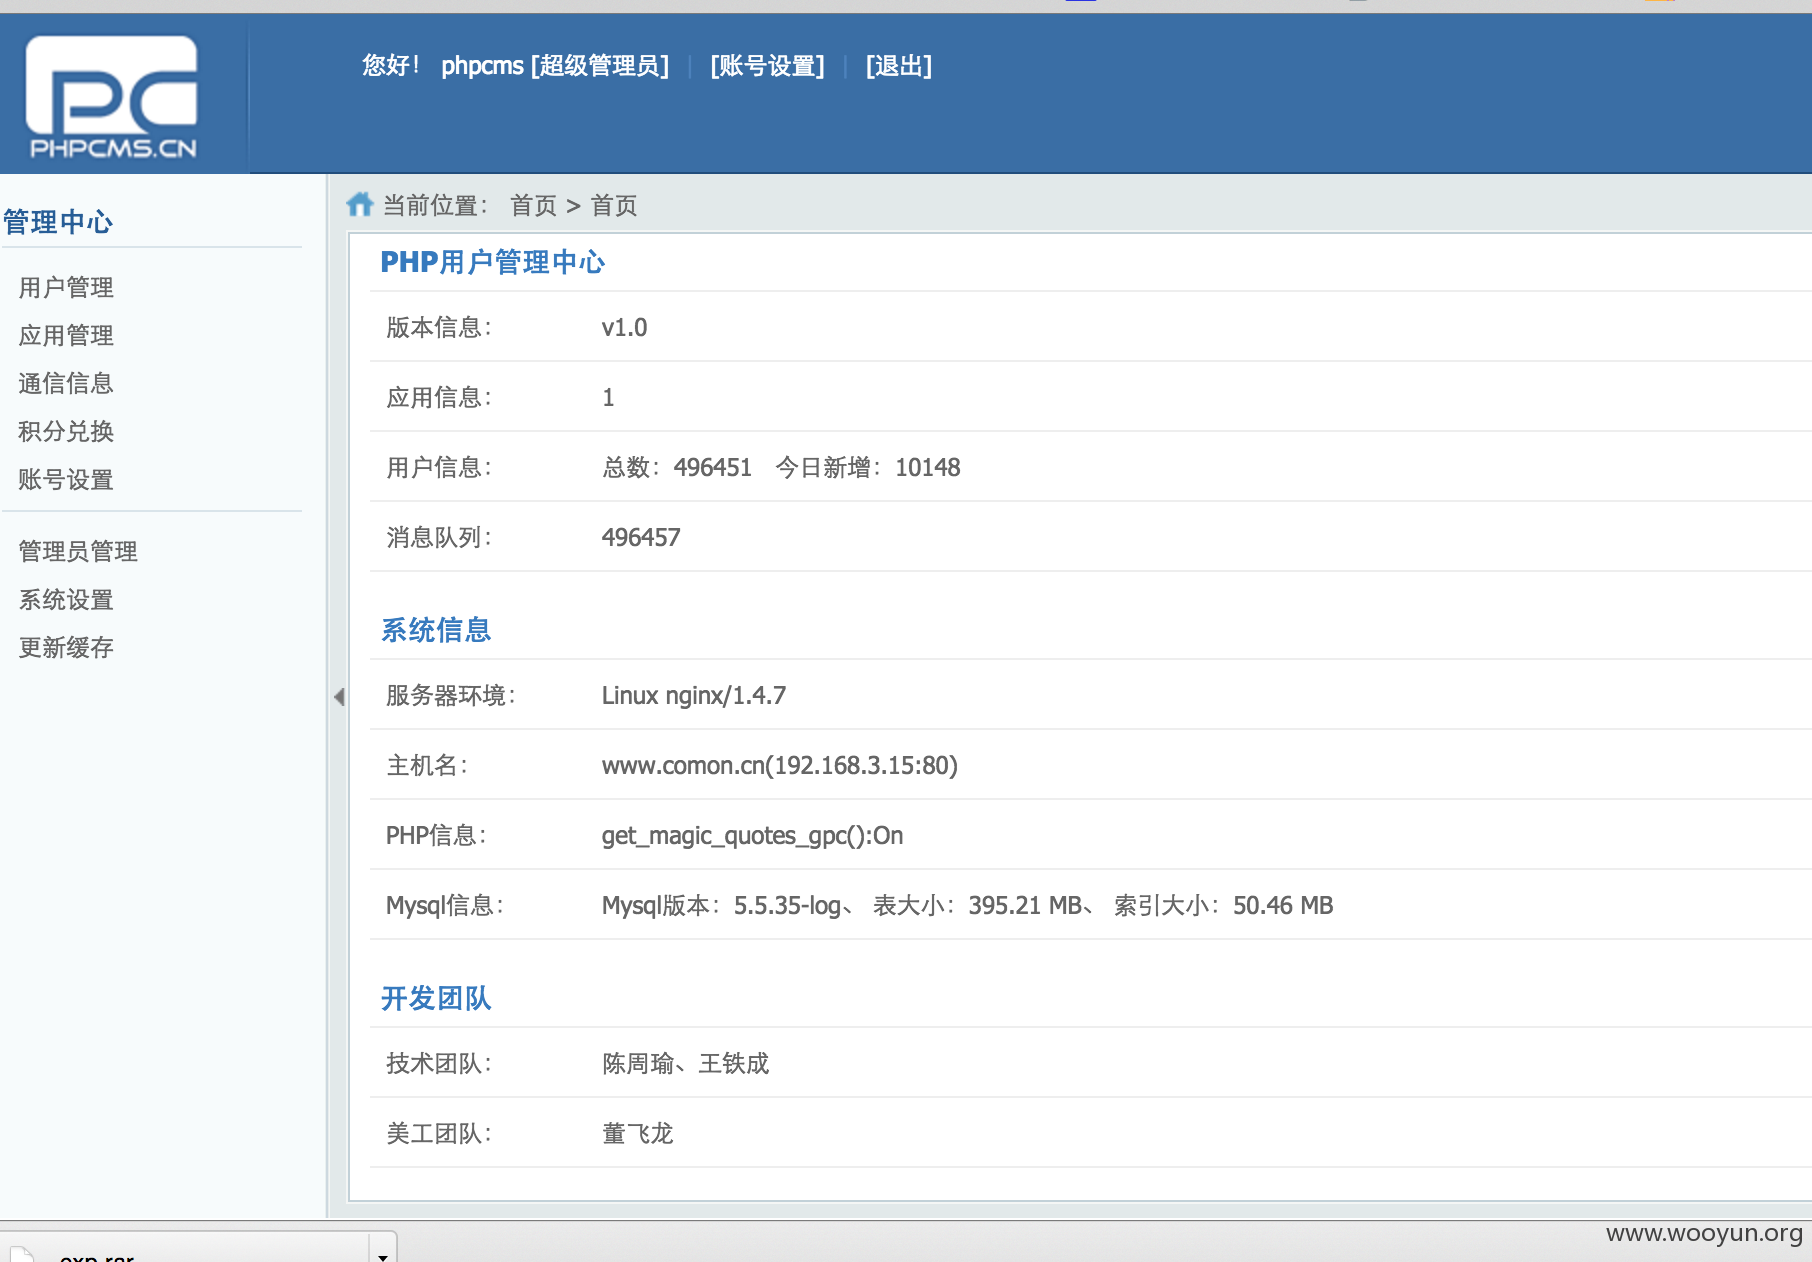 PC
PHPCMS.CN
您好！ phpcms [超级管理员] | [账号设置] | [退出]
管理中心
用户管理
应用管理
通信信息
积分兑换
账号设置
管理员管理
系统设置
更新缓存
当前位置： 首页 > 首页
PHP用户管理中心
版本信息： v1.0
应用信息： 1
用户信息： 总数：496451 今日新增：10148
消息队列： 496457
系统信息
服务器环境： Linux nginx/1.4.7
主机名： www.comon.cn(192.168.3.15:80)
PHP信息： get_magic_quotes_gpc():On
Mysql信息： Mysql版本：5.5.35-log、 表大小：395.21 MB、 索引大小：50.46 MB
开发团队
技术团队： 陈周瑜、王铁成
美工团队： 董飞龙
www.wooyun.org
exp.rar